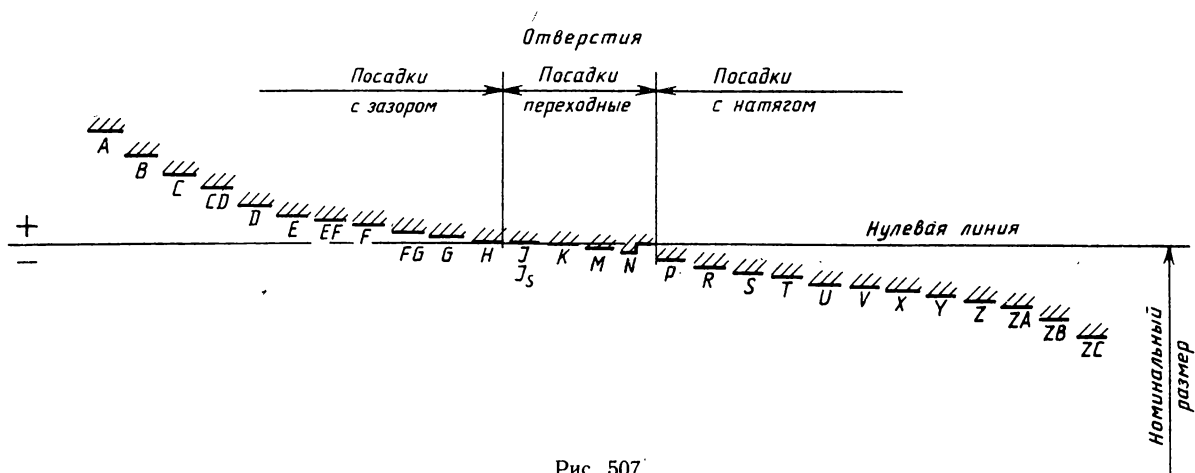 Отверстия
Посадки с зазором
Посадки переходные
Посадки с натягом
A
B
C
CD
D
E
EF
F
FG
G
H
J
Js
K
M
N
P
R
S
T
U
V
X
Y
Z
ZA
ZB
ZC
+
−
Нулевая линия
Номинальный размер
Рис. 507